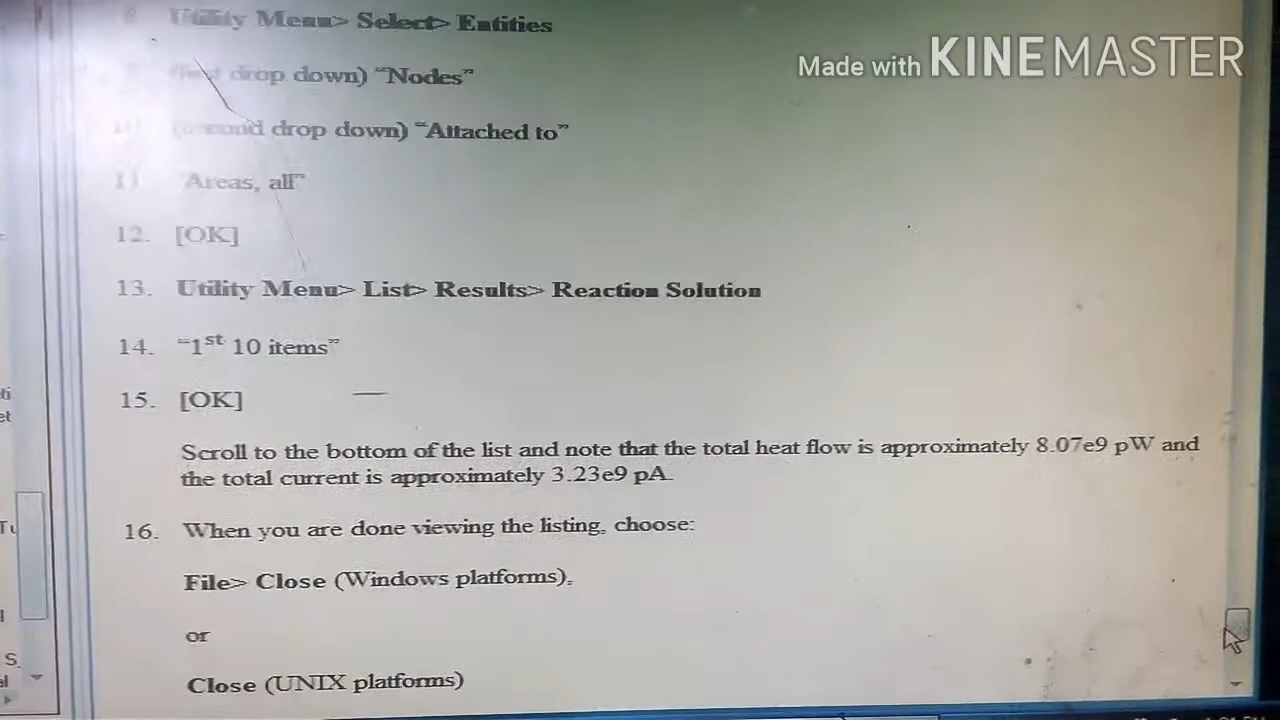 Utility Menu> Select> Entities
Made with KINEMASTER
drop down) "Nodes"
(second drop down) "Attached to"
"Areas, all"
12. [OK]
13. Utility Menu> List> Results> Reaction Solution
14. "1st 10 items"
15. [OK]
Scroll to the bottom of the list and note that the total heat flow is approximately 8.07e9 pW and
the total current is approximately 3.23e9 pA.
16. When you are done viewing the listing, choose:
File> Close (Windows platforms),
or
Close (UNIX platforms)